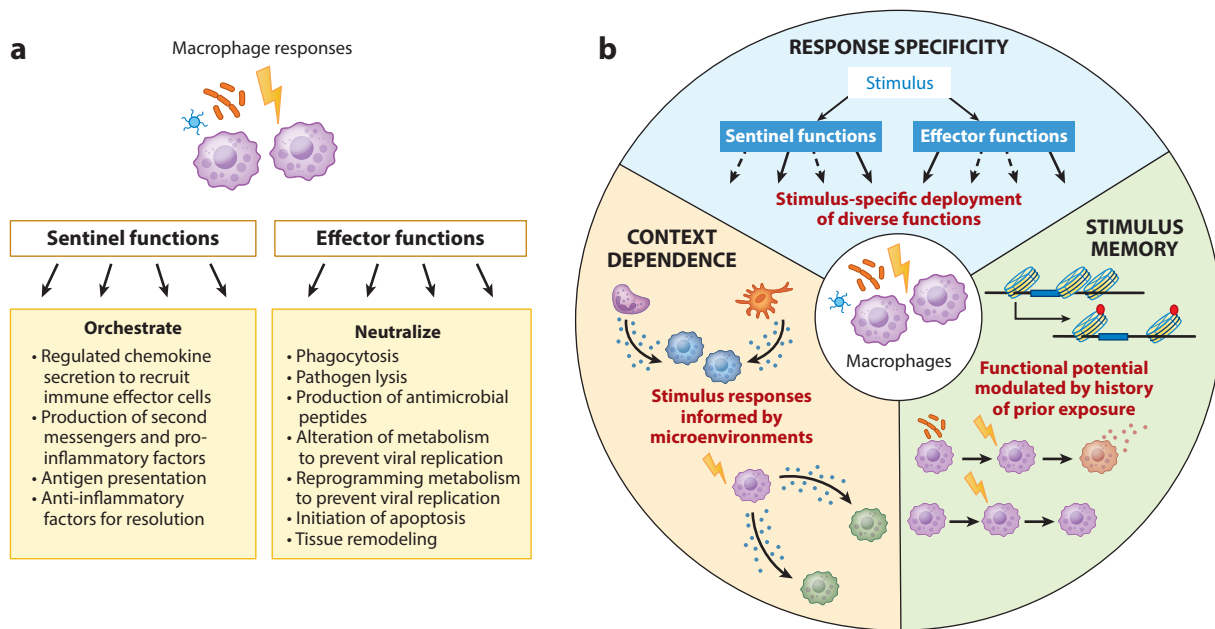 a
Macrophage responses
Sentinel functions
Effector functions
Orchestrate
• Regulated chemokine
secretion to recruit
immune effector cells
• Production of second
messengers and pro-
inflammatory factors
• Antigen presentation
• Anti-inflammatory
factors for resolution
Neutralize
• Phagocytosis
• Pathogen lysis
• Production of antimicrobial
peptides
• Alteration of metabolism
to prevent viral replication
• Reprogramming metabolism
to prevent viral replication
• Initiation of apoptosis
• Tissue remodeling
b
RESPONSE SPECIFICITY
Stimulus
Sentinel functions
Effector functions
Stimulus-specific deployment
of diverse functions
CONTEXT
DEPENDENCE
Stimulus responses
informed by
microenvironments
Macrophages
STIMULUS
MEMORY
Functional potential
modulated by history
of prior exposure